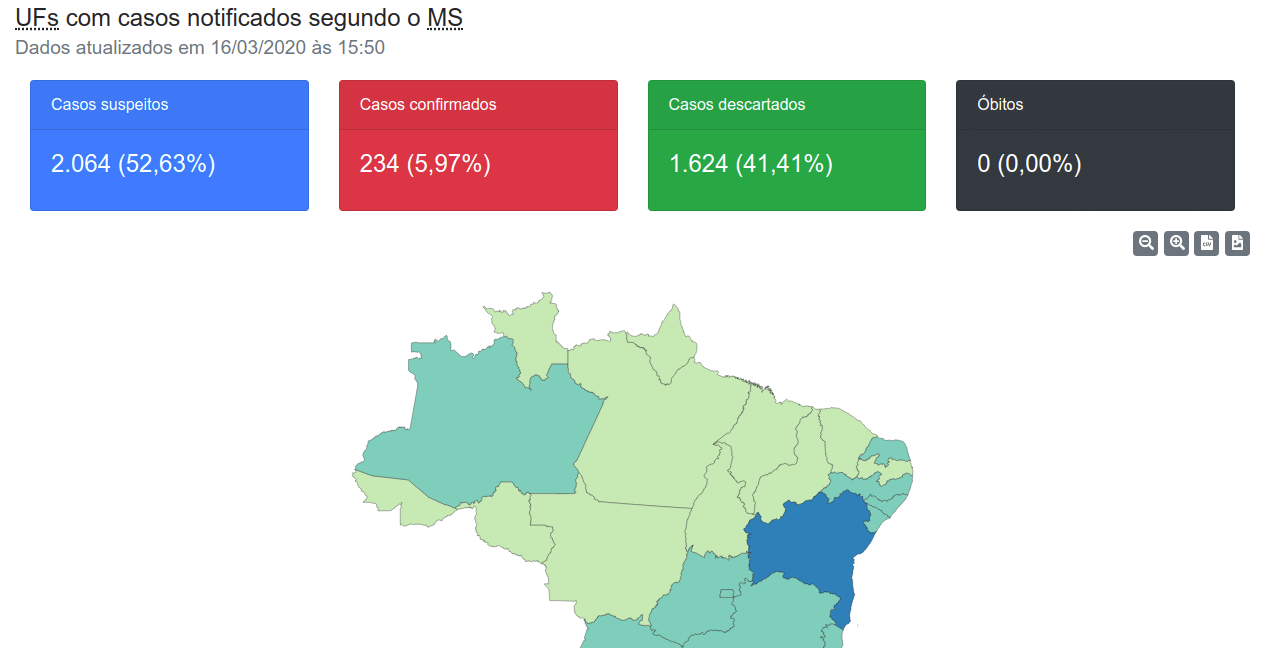 UFs com casos notificados segundo o MS
Dados atualizados em 16/03/2020 às 15:50
Casos suspeitos
2.064 (52,63%)
Casos confirmados
234 (5,97%)
Casos descartados
1.624 (41,41%)
Óbitos
0 (0,00%)
CSV